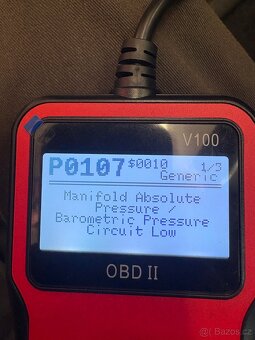 V100
P0107 $0010 1/3
Generic
Manifold Absolute
Pressure /
Barometric Pressure
Circuit Low
OBD II
Bazos.cz